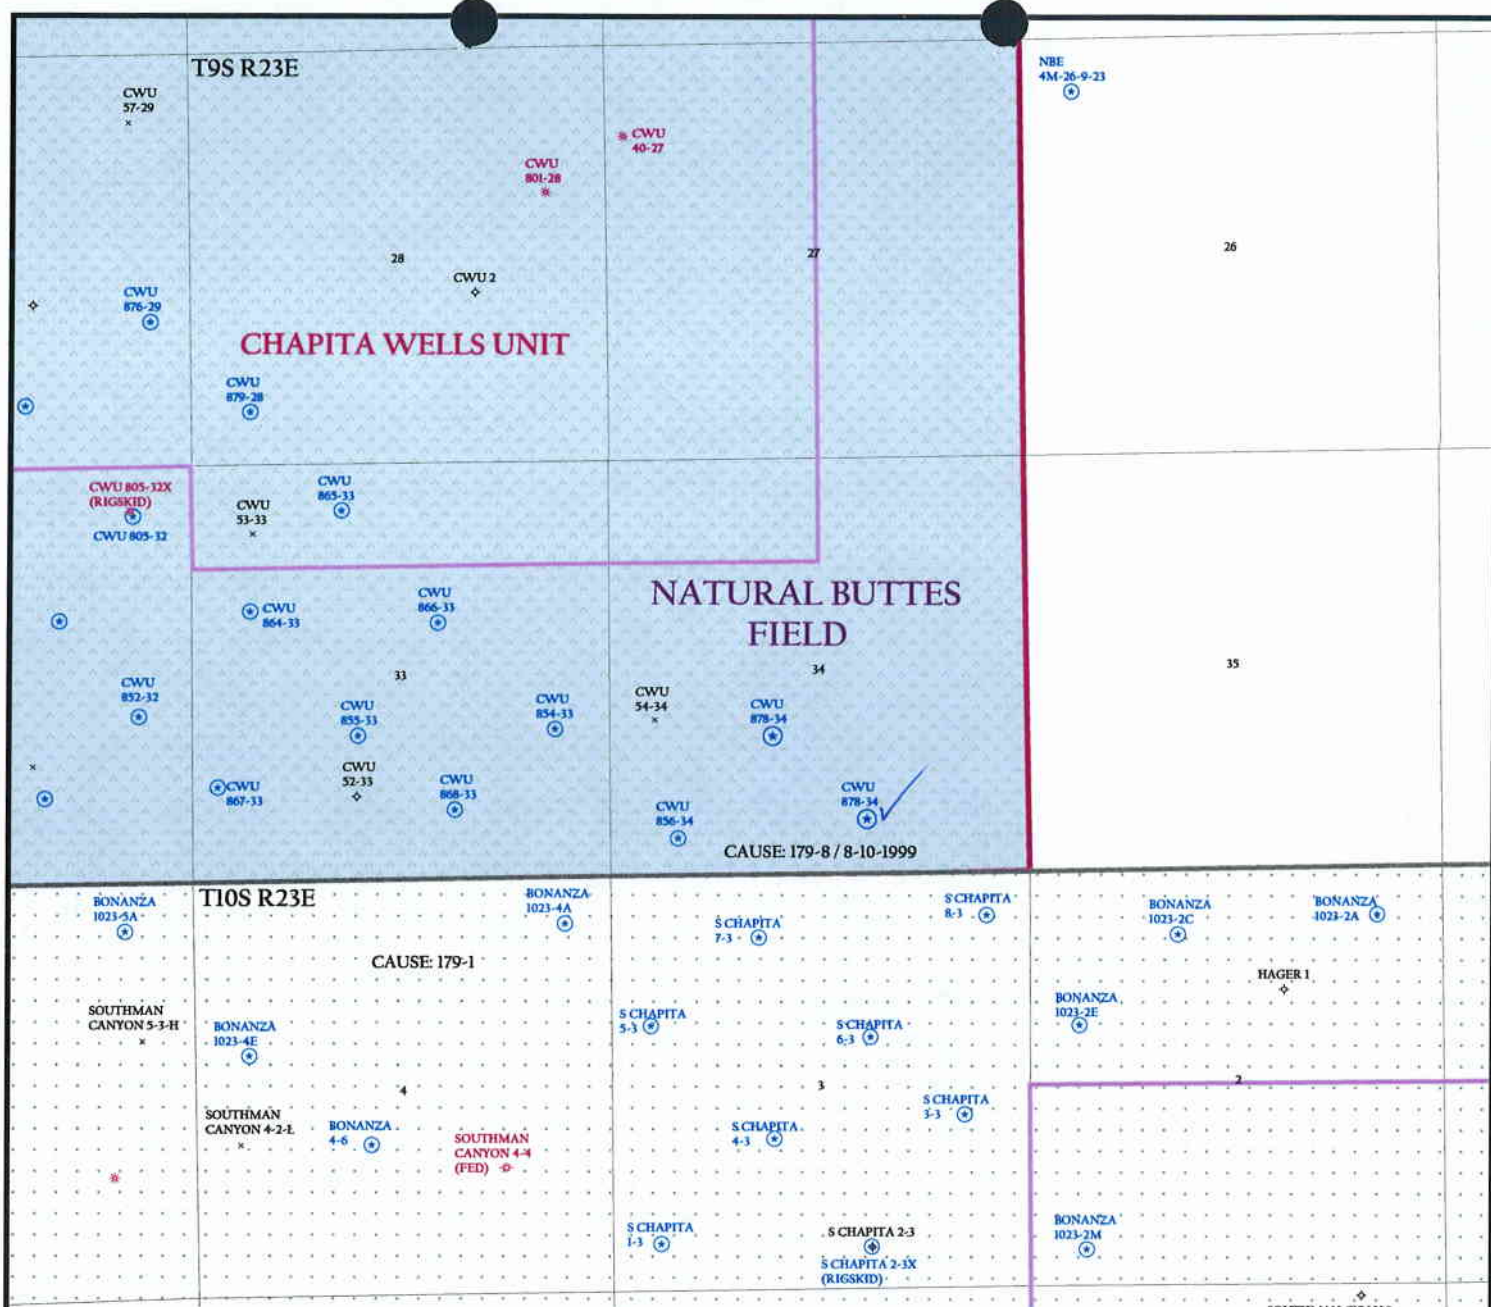 T9S R23E
NBE
4M-26-9-23
CWU
57-29
CWU
40-27
CWU
801-28
28
27
26
CWU 2
CWU
876-29
CHAPITA WELLS UNIT
CWU
879-28
CWU 805-32X
(RIGSKID)
CWU 805-32
CWU
865-33
CWU
53-33
NATURAL BUTTES
FIELD
CWU
864-33
CWU
866-33
33
34
35
CWU
852-32
CWU
855-33
CWU
854-33
CWU
54-34
CWU
878-34
CWU
52-33
CWU
867-33
CWU
868-33
CWU
856-34
CWU
878-34
CAUSE: 179-8 / 8-10-1999
T10S R23E
BONANZA
1023-5A
BONANZA
1023-4A
S CHAPITA
7-3
S CHAPITA
8-3
BONANZA
1023-2C
BONANZA
1023-2A
CAUSE: 179-1
HAGER 1
SOUTHMAN
CANYON 5-3-H
BONANZA
1023-4E
S CHAPITA
5-3
S CHAPITA
6-3
BONANZA
1023-2E
4
3
2
SOUTHMAN
CANYON 4-2-L
BONANZA
4-6
SOUTHMAN
CANYON 4-4
(FED)
S CHAPITA
4-3
S CHAPITA
3-3
S CHAPITA
1-3
S CHAPITA 2-3
S CHAPITA 2-3X
(RIGSKID)
BONANZA
1023-2M